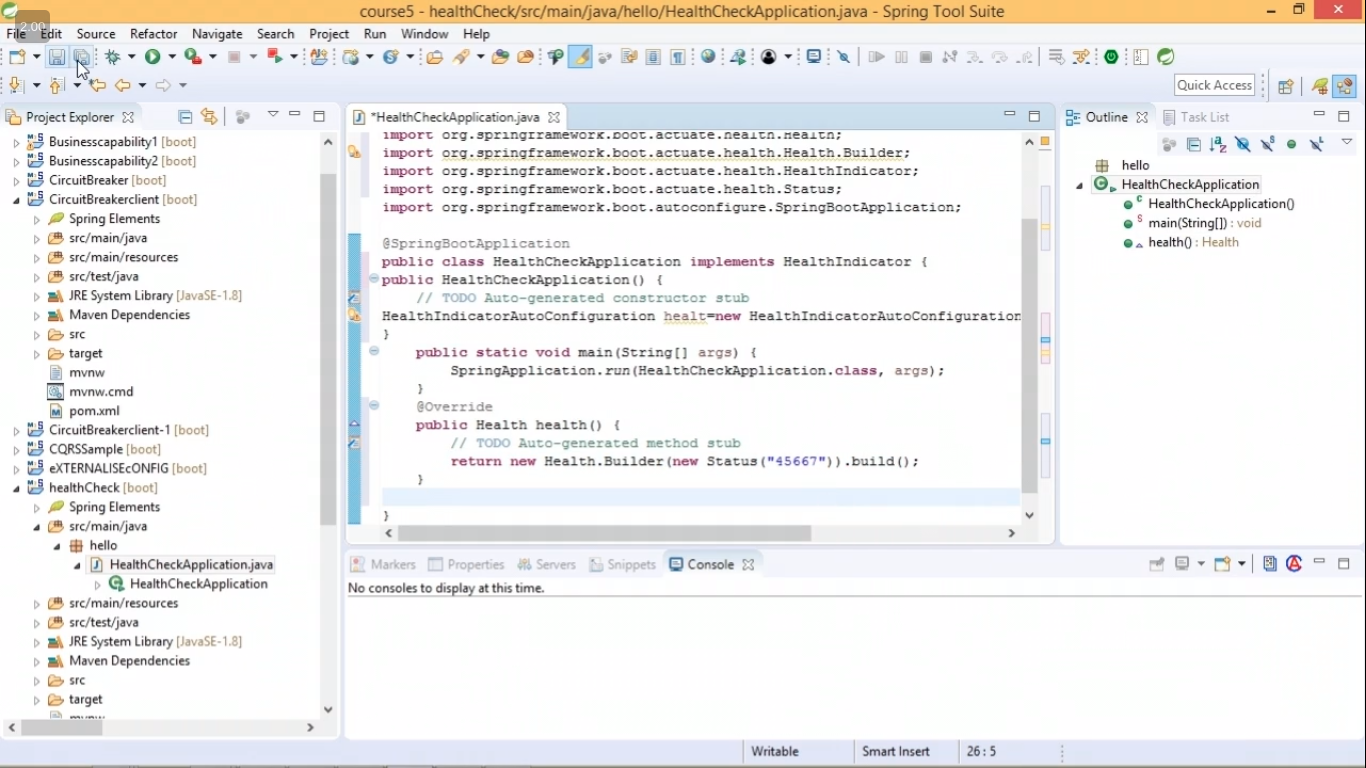 course5 - healthCheck/src/main/java/hello/HealthCheckApplication.java - Spring Tool Suite
2.00
File Edit Source Refactor Navigate Search Project Run Window Help
Quick Access
Project Explorer
Businesscapability1 [boot]
Businesscapability2 [boot]
CircuitBreaker [boot]
CircuitBreakerclient [boot]
Spring Elements
src/main/java
src/main/resources
src/test/java
JRE System Library [JavaSE-1.8]
Maven Dependencies
src
target
mvnw
mvnw.cmd
pom.xml
CircuitBreakerclient-1 [boot]
CQRSSample [boot]
eXTERNALISEcONFIG [boot]
healthCheck [boot]
Spring Elements
src/main/java
hello
HealthCheckApplication.java
HealthCheckApplication
src/main/resources
src/test/java
JRE System Library [JavaSE-1.8]
Maven Dependencies
src
target
mvnw
*HealthCheckApplication.java
import org.springframework.boot.actuate.health.Health;
import org.springframework.boot.actuate.health.Health.Builder;
import org.springframework.boot.actuate.health.HealthIndicator;
import org.springframework.boot.actuate.health.Status;
import org.springframework.boot.autoconfigure.SpringBootApplication;
@SpringBootApplication
public class HealthCheckApplication implements HealthIndicator {
public HealthCheckApplication() {
// TODO Auto-generated constructor stub
HealthIndicatorAutoConfiguration healt=new HealthIndicatorAutoConfiguration
}
public static void main(String[] args) {
SpringApplication.run(HealthCheckApplication.class, args);
}
@Override
public Health health() {
// TODO Auto-generated method stub
return new Health.Builder(new Status("45667")).build();
}
}
Outline
Task List
hello
HealthCheckApplication
HealthCheckApplication()
main(String[]) : void
health() : Health
Markers Properties Servers Snippets Console
No consoles to display at this time.
Writable Smart Insert 26 : 5